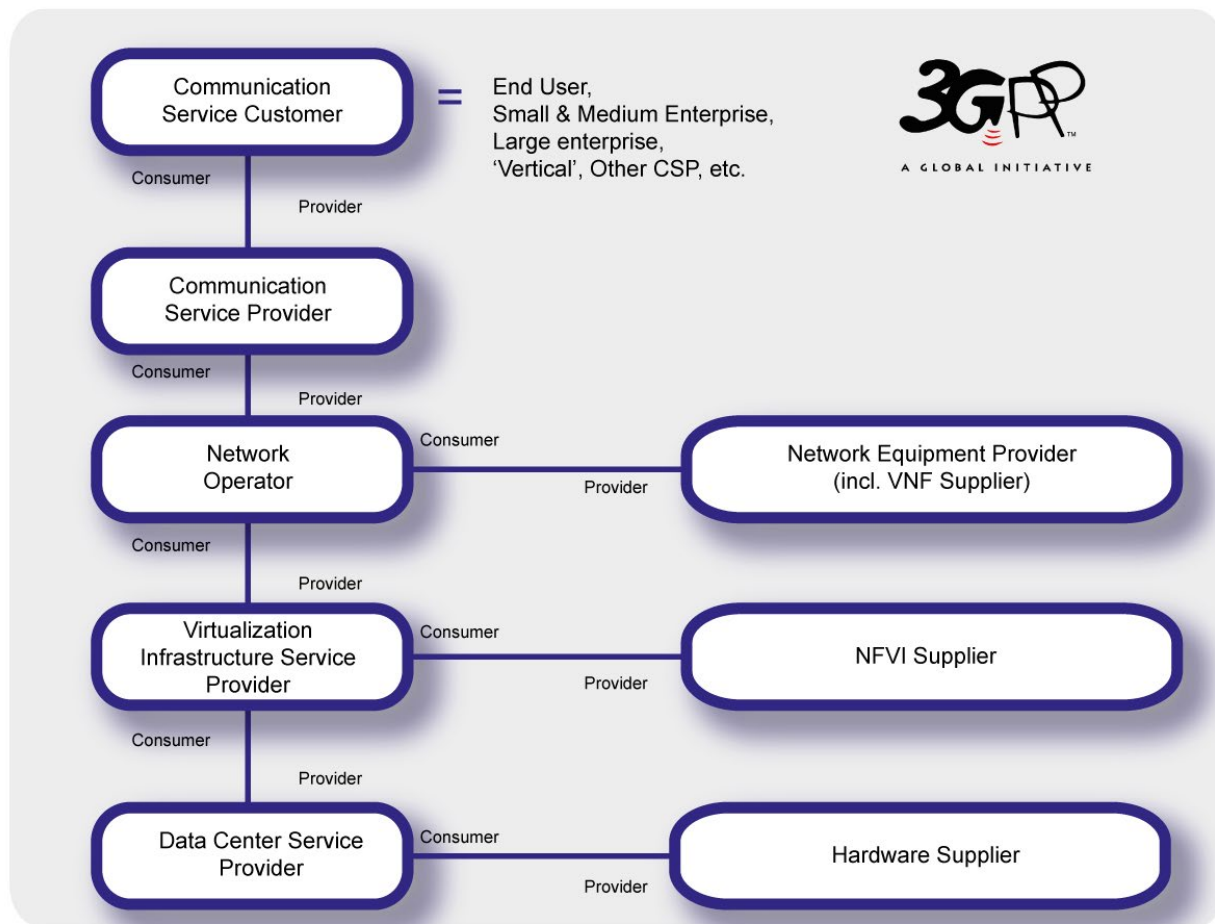 Communication
Service Customer
=
End User,
Small & Medium Enterprise,
Large enterprise,
‘Vertical’, Other CSP, etc.
3GPP
TM
A GLOBAL INITIATIVE
Consumer
Provider
Communication
Service Provider
Consumer
Provider
Network
Operator
Consumer
Provider
Network Equipment Provider
(incl. VNF Supplier)
Consumer
Provider
Virtualization
Infrastructure Service
Provider
Consumer
Provider
NFVI Supplier
Consumer
Provider
Data Center Service
Provider
Consumer
Provider
Hardware Supplier